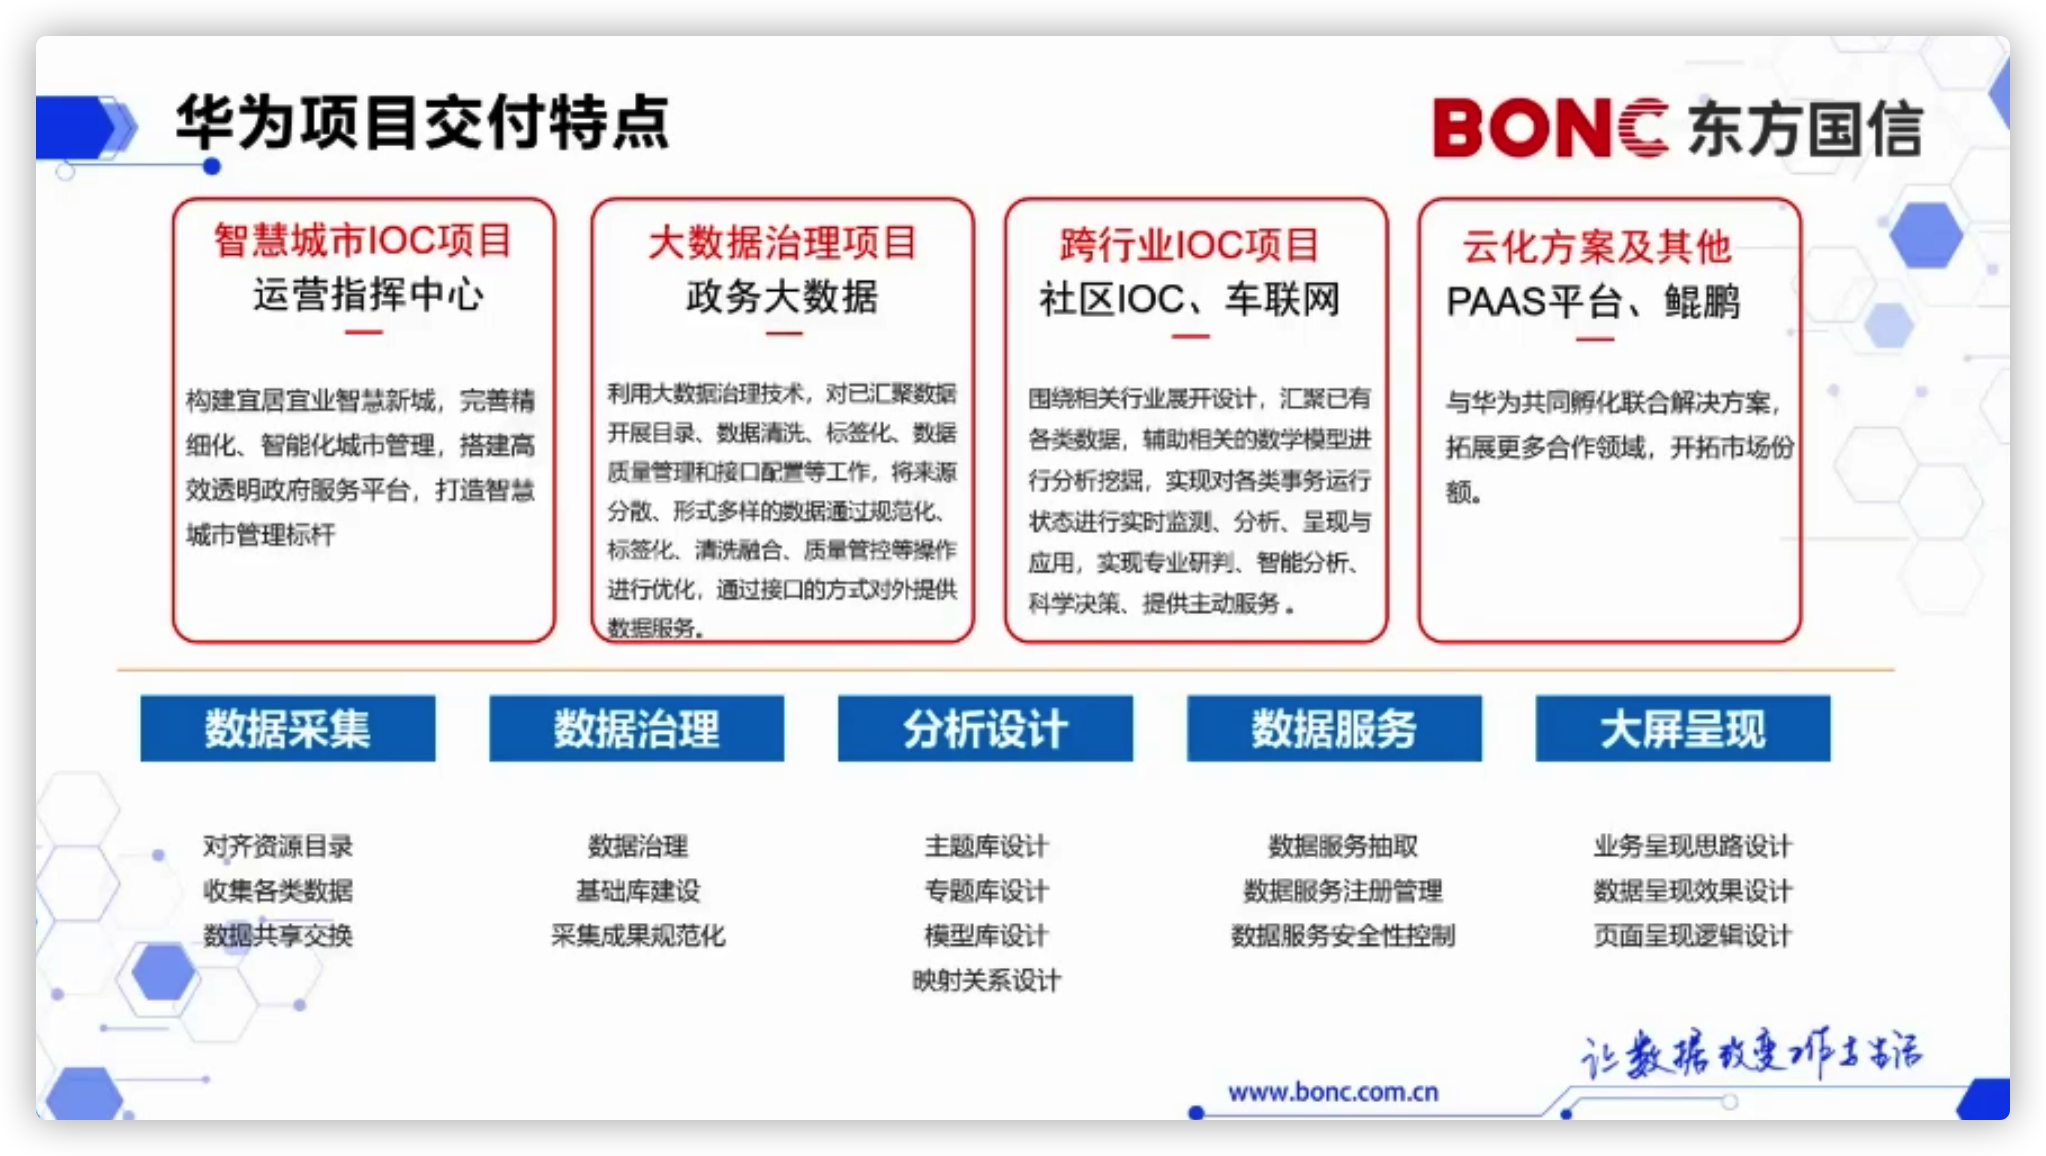 华为项目交付特点
BONC 东方国信
智慧城市IOC项目
运营指挥中心
构建宜居宜业智慧新城，完善精
细化、智能化城市管理，搭建高
效透明政府服务平台，打造智慧
城市管理标杆
大数据治理项目
政务大数据
利用大数据治理技术，对已汇聚数据
开展目录、数据清洗、标签化、数据
质量管理和接口配置等工作，将来源
分散、形式多样的数据通过规范化、
标签化、清洗融合、质量管控等操作
进行优化，通过接口的方式对外提供
数据服务。
跨行业IOC项目
社区IOC、车联网
围绕相关行业展开设计，汇聚已有
各类数据，辅助相关的数学模型进
行分析挖掘，实现对各类事务运行
状态进行实时监测、分析、呈现与
应用，实现专业研判、智能分析、
科学决策、提供主动服务 。
云化方案及其他
PAAS平台、鲲鹏
与华为共同孵化联合解决方案，
拓展更多合作领域，开拓市场份
额。
数据采集
对齐资源目录
收集各类数据
数据共享交换
数据治理
数据治理
基础库建设
采集成果规范化
分析设计
主题库设计
专题库设计
模型库设计
映射关系设计
数据服务
数据服务抽取
数据服务注册管理
数据服务安全性控制
大屏呈现
业务呈现思路设计
数据呈现效果设计
页面呈现逻辑设计
让数据改变工作与生活
www.bonc.com.cn